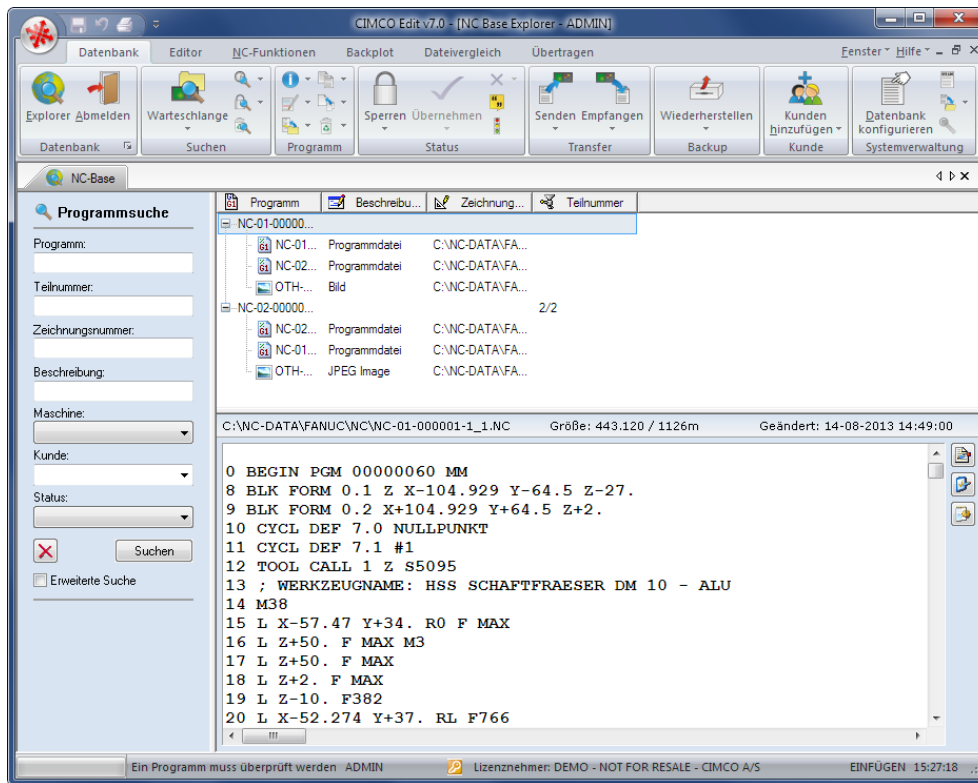 CIMCO Edit v7.0 - [NC Base Explorer - ADMIN]
Datenbank Editor NC-Funktionen Backplot Dateivergleich Übertragen Fenster Hilfe
Explorer Abmelden Warteschlange Sperren Übernehmen Senden Empfangen Wiederherstellen Kunden hinzufügen Datenbank konfigurieren
Datenbank Suchen Programm Status Transfer Backup Kunde Systemverwaltung
NC-Base
Programmsuche
Programm:
Teilnummer:
Zeichnungsnummer:
Beschreibung:
Maschine:
Kunde:
Status:
Suchen
Erweiterte Suche
Programm Beschreibu... Zeichnung... Teilnummer
NC-01-00000...
NC-01... Programmdatei C:\NC-DATA\FA...
NC-02... Programmdatei C:\NC-DATA\FA...
OTH-... Bild C:\NC-DATA\FA...
NC-02-00000... 2/2
NC-02... Programmdatei C:\NC-DATA\FA...
NC-01... Programmdatei C:\NC-DATA\FA...
OTH-... JPEG Image C:\NC-DATA\FA...
C:\NC-DATA\FANUC\NC\NC-01-000001-1_1.NC Größe: 443.120 / 1126m Geändert: 14-08-2013 14:49:00
0 BEGIN PGM 00000060 MM
8 BLK FORM 0.1 Z X-104.929 Y-64.5 Z-27.
9 BLK FORM 0.2 X+104.929 Y+64.5 Z+2.
10 CYCL DEF 7.0 NULLPUNKT
11 CYCL DEF 7.1 #1
12 TOOL CALL 1 Z S5095
13 ; WERKZEUGNAME: HSS SCHAFTFRAESER DM 10 - ALU
14 M38
15 L X-57.47 Y+34. R0 F MAX
16 L Z+50. F MAX M3
17 L Z+50. F MAX
18 L Z+2. F MAX
19 L Z-10. F382
20 L X-52.274 Y+37. RL F766
Ein Programm muss überprüft werden ADMIN Lizenznehmer: DEMO - NOT FOR RESALE - CIMCO A/S EINFÜGEN 15:27:18